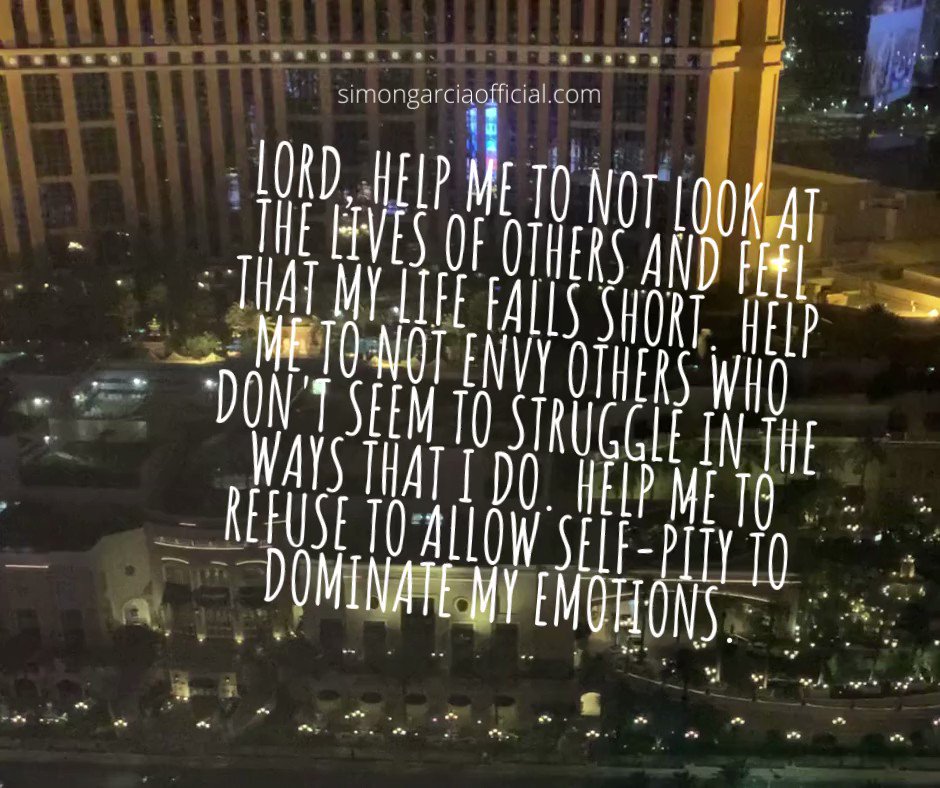 simongarciaofficial.com
LORD, HELP ME TO NOT LOOK AT
THE LIVES OF OTHERS AND FEEL
THAT MY LIFE FALLS SHORT. HELP
ME TO NOT ENVY OTHERS WHO
DON'T SEEM TO STRUGGLE IN THE
WAYS THAT I DO. HELP ME TO
REFUSE TO ALLOW SELF-PITY TO
DOMINATE MY EMOTIONS.